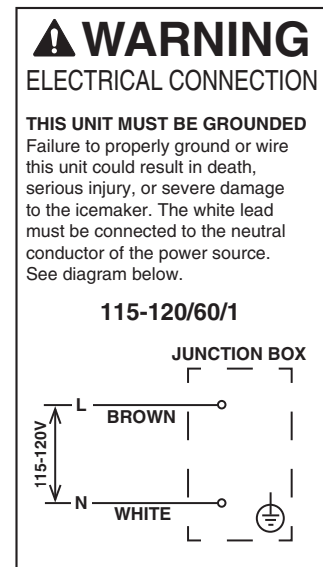 WARNING
ELECTRICAL CONNECTION
THIS UNIT MUST BE GROUNDED
Failure to properly ground or wire
this unit could result in death,
serious injury, or severe damage
to the icemaker. The white lead
must be connected to the neutral
conductor of the power source.
See diagram below.
115-120/60/1
JUNCTION BOX
L
BROWN
115-120V
N
WHITE